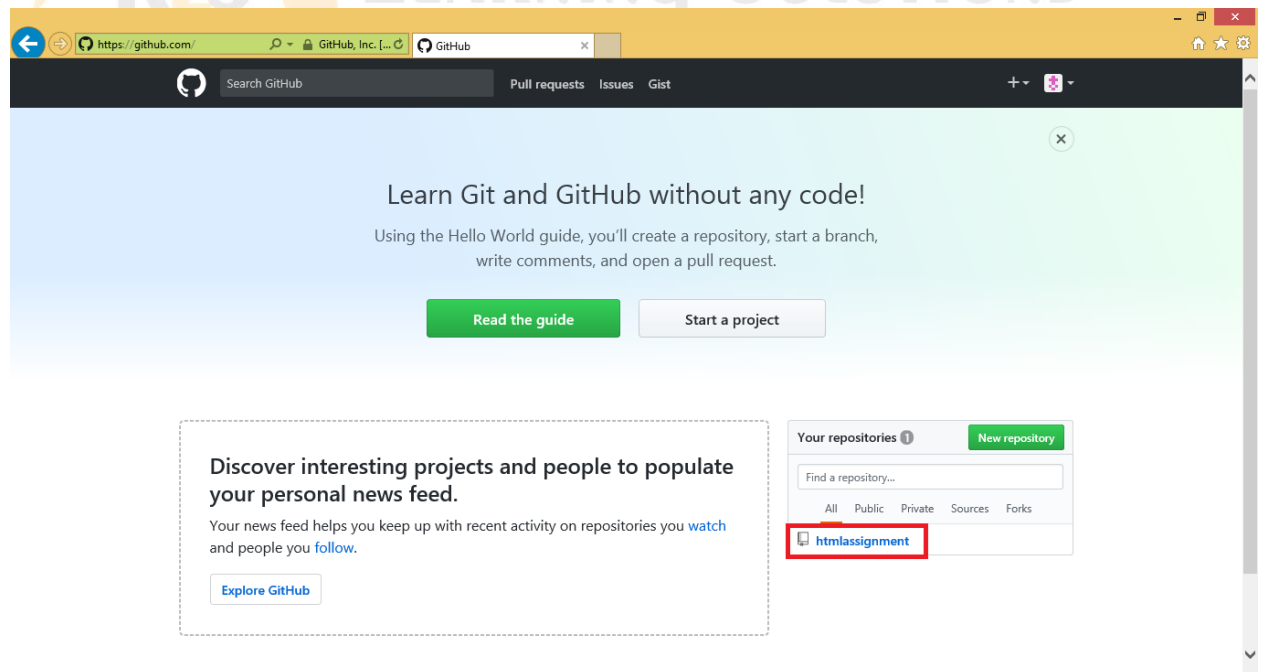 Learning Solutions
https://github.com/
GitHub, Inc. [...
GitHub
Search GitHub
Pull requests Issues Gist
Learn Git and GitHub without any code!
Using the Hello World guide, you'll create a repository, start a branch,
write comments, and open a pull request.
Read the guide Start a project
Discover interesting projects and people to populate
your personal news feed.
Your news feed helps you keep up with recent activity on repositories you watch
and people you follow.
Explore GitHub
Your repositories 1 New repository
Find a repository...
All Public Private Sources Forks
htmlassignment